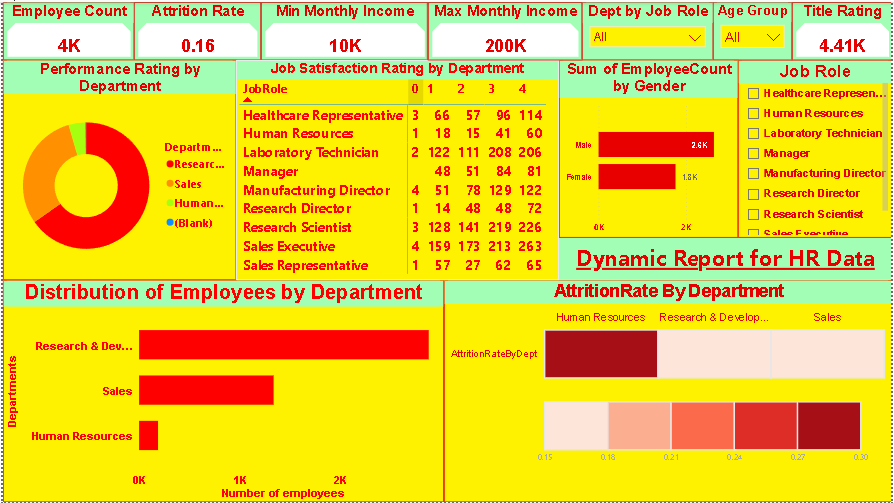 Employee Count
4K
Attrition Rate
0.16
Min Monthly Income
10K
Max Monthly Income
200K
Dept by Job Role
All
Age Group
All
Title Rating
4.41K
Performance Rating by
Department
Departm...
Researc...
Sales
Human...
(Blank)
Job Satisfaction Rating by Department
JobRole 0 1 2 3 4
Healthcare Representative 3 66 57 96 114
Human Resources 1 18 15 41 60
Laboratory Technician 2 122 111 208 206
Manager 48 51 84 81
Manufacturing Director 4 51 78 129 122
Research Director 1 14 48 48 72
Research Scientist 3 128 141 219 226
Sales Executive 4 159 173 213 263
Sales Representative 1 57 27 62 65
Sum of EmployeeCount
by Gender
Male 2.6K
Female 1.8K
0K 2K
Job Role
Healthcare Represen...
Human Resources
Laboratory Technician
Manager
Manufacturing Director
Research Director
Research Scientist
Sales Executive
Dynamic Report for HR Data
Distribution of Employees by Department
Departments
Research & Dev...
Sales
Human Resources
0K 1K 2K
Number of employees
AttritionRate By Department
Human Resources Research & Develop... Sales
AttritionRateByDept
0.15 0.18 0.21 0.24 0.27 0.30